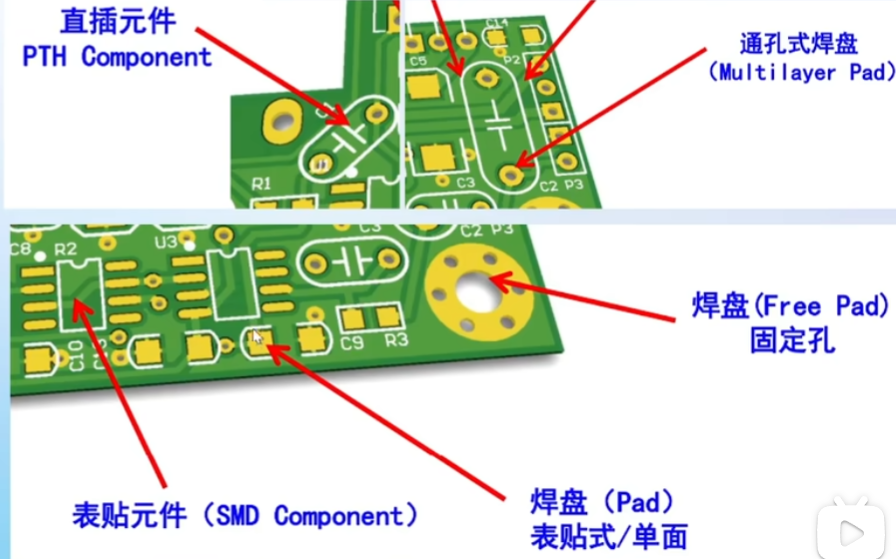 直插元件
PTH Component
通孔式焊盘
(Multilayer Pad)
C14
C5
P2
R1
C3
C2 P3
C8
R2
U3
C3
C2 P3
C10
C9
R3
焊盘(Free Pad)
固定孔
表贴元件（SMD Component）
焊盘（Pad）
表贴式/单面